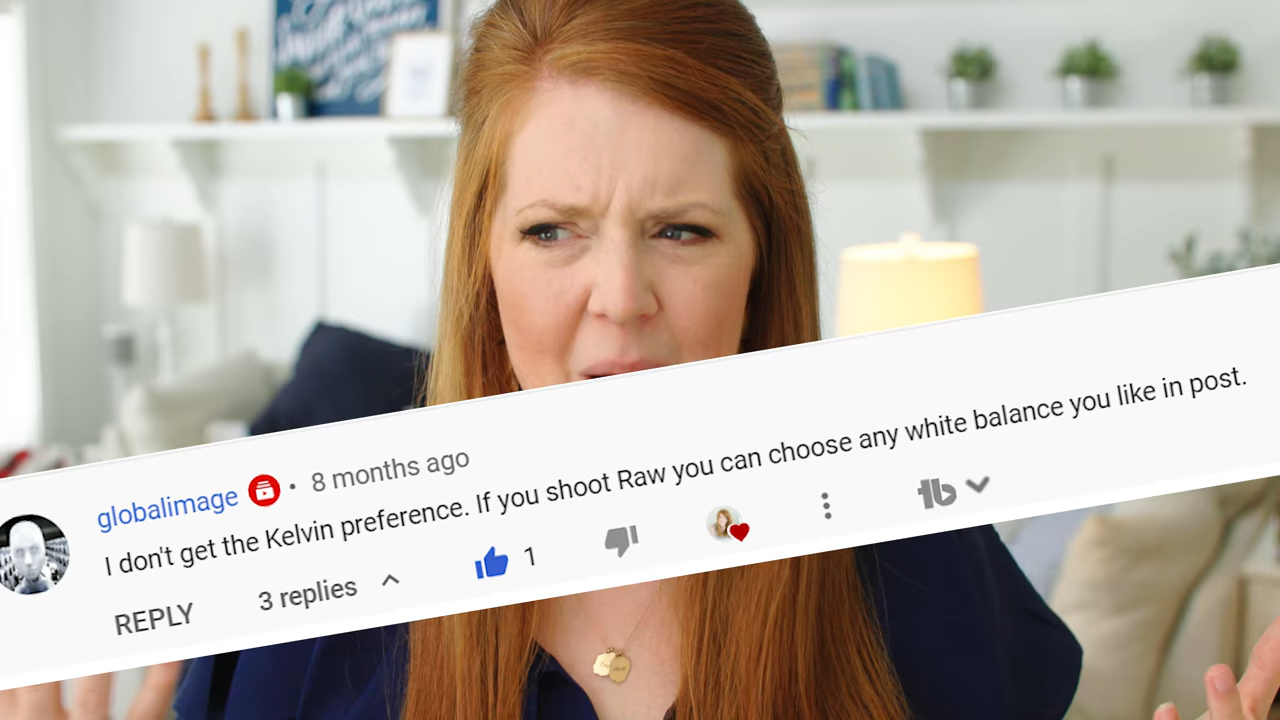 globalimage • 8 months ago
I don't get the Kelvin preference. If you shoot Raw you can choose any white balance you like in post.
REPLY 3 replies 1